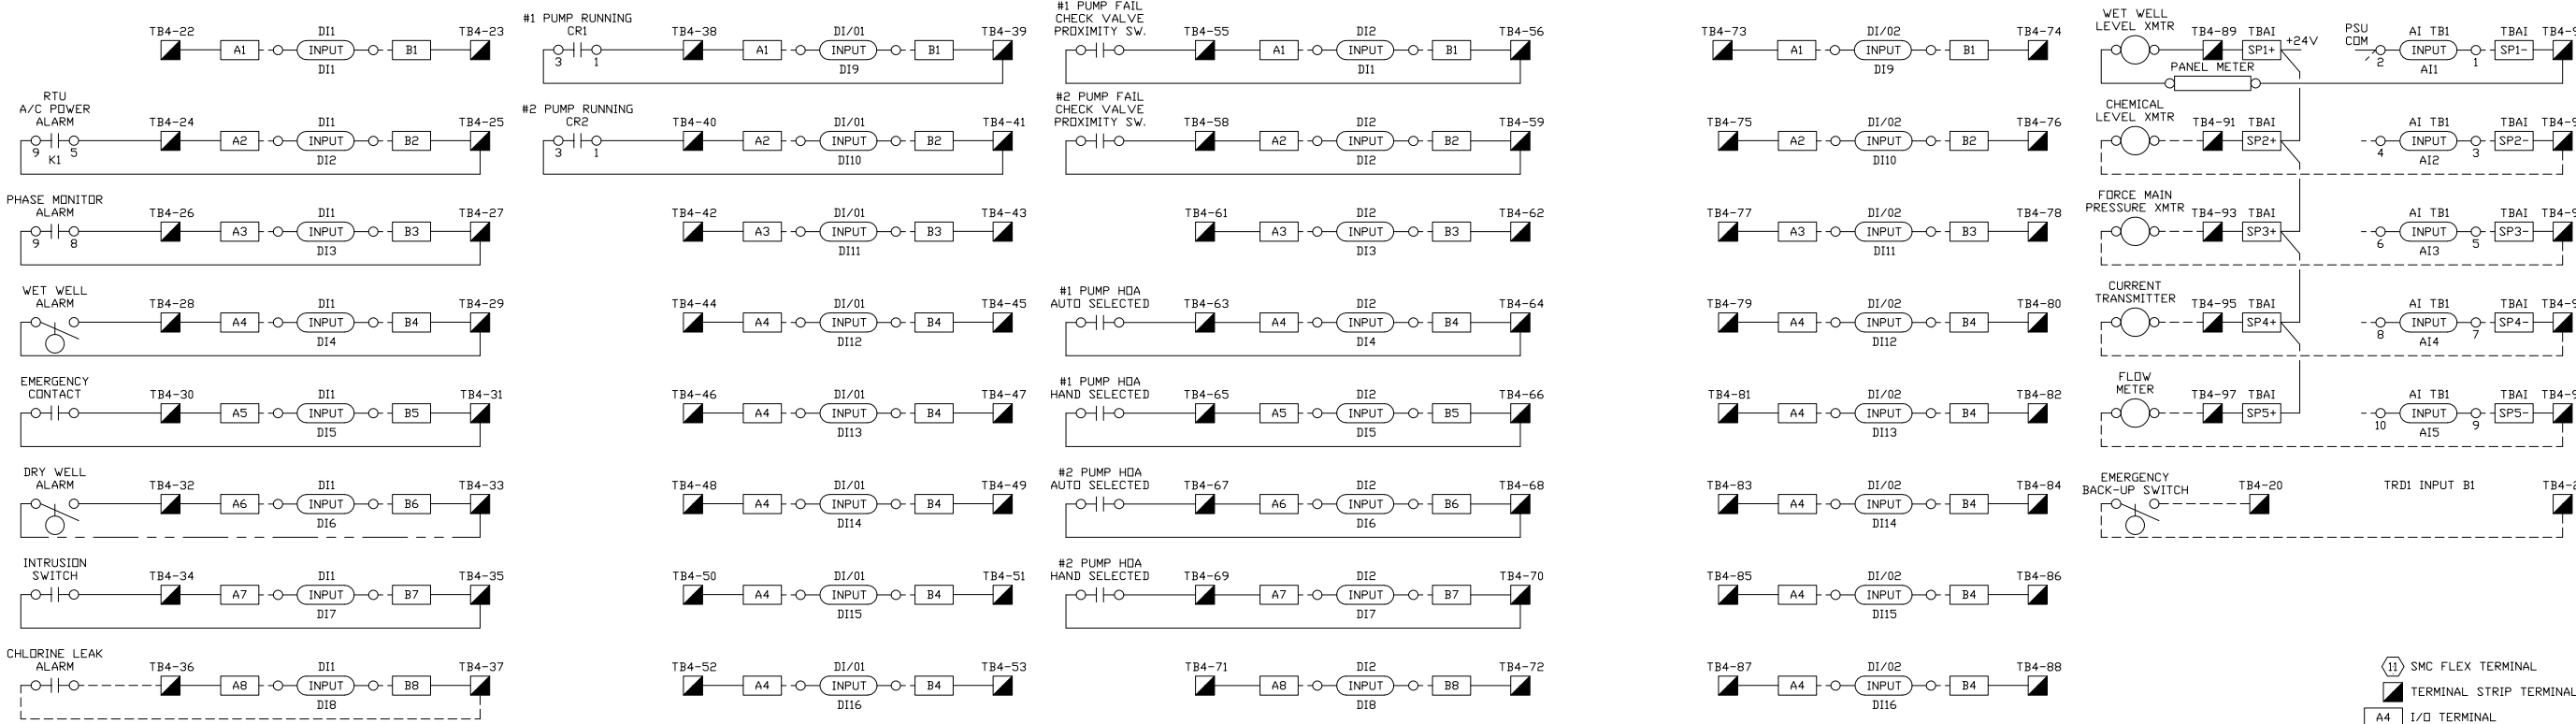 TB4-22 A1 DI1 INPUT DI1 B1 TB4-23
RTU
A/C POWER
ALARM
9 5 K1 TB4-24 A2 DI1 INPUT DI2 B2 TB4-25
PHASE MONITOR
ALARM
9 8 TB4-26 A3 DI1 INPUT DI3 B3 TB4-27
WET WELL
ALARM
TB4-28 A4 DI1 INPUT DI4 B4 TB4-29
EMERGENCY
CONTACT
TB4-30 A5 DI1 INPUT DI5 B5 TB4-31
DRY WELL
ALARM
TB4-32 A6 DI1 INPUT DI6 B6 TB4-33
INTRUSION
SWITCH
TB4-34 A7 DI1 INPUT DI7 B7 TB4-35
CHLORINE LEAK
ALARM
TB4-36 A8 DI1 INPUT DI8 B8 TB4-37
#1 PUMP RUNNING
CR1
3 1 TB4-38 A1 DI/01 INPUT DI9 B1 TB4-39
#2 PUMP RUNNING
CR2
3 1 TB4-40 A2 DI/01 INPUT DI10 B2 TB4-41
TB4-42 A3 DI/01 INPUT DI11 B3 TB4-43
TB4-44 A4 DI/01 INPUT DI12 B4 TB4-45
TB4-46 A4 DI/01 INPUT DI13 B4 TB4-47
TB4-48 A4 DI/01 INPUT DI14 B4 TB4-49
TB4-50 A4 DI/01 INPUT DI15 B4 TB4-51
TB4-52 A4 DI/01 INPUT DI16 B4 TB4-53
#1 PUMP FAIL
CHECK VALVE
PROXIMITY SW.
TB4-55 A1 DI2 INPUT DI1 B1 TB4-56
#2 PUMP FAIL
CHECK VALVE
PROXIMITY SW.
TB4-58 A2 DI2 INPUT DI2 B2 TB4-59
TB4-61 A3 DI2 INPUT DI3 B3 TB4-62
#1 PUMP HOA
AUTO SELECTED
TB4-63 A4 DI2 INPUT DI4 B4 TB4-64
#1 PUMP HOA
HAND SELECTED
TB4-65 A5 DI2 INPUT DI5 B5 TB4-66
#2 PUMP HOA
AUTO SELECTED
TB4-67 A6 DI2 INPUT DI6 B6 TB4-68
#2 PUMP HOA
HAND SELECTED
TB4-69 A7 DI2 INPUT DI7 B7 TB4-70
TB4-71 A8 DI2 INPUT DI8 B8 TB4-72
TB4-73 A1 DI/02 INPUT DI9 B1 TB4-74
TB4-75 A2 DI/02 INPUT DI10 B2 TB4-76
TB4-77 A3 DI/02 INPUT DI11 B3 TB4-78
TB4-79 A4 DI/02 INPUT DI12 B4 TB4-80
TB4-81 A4 DI/02 INPUT DI13 B4 TB4-82
TB4-83 A4 DI/02 INPUT DI14 B4 TB4-84
TB4-85 A4 DI/02 INPUT DI15 B4 TB4-86
TB4-87 A4 DI/02 INPUT DI16 B4 TB4-88
WET WELL
LEVEL XMTR
TB4-89 TBAI SP1+ +24V PSU COM 2 AI TB1 INPUT AI1 1 TBAI SP1-
PANEL METER
CHEMICAL
LEVEL XMTR
TB4-91 TBAI SP2+ 4 AI TB1 INPUT AI2 3 TBAI SP2-
FORCE MAIN
PRESSURE XMTR
TB4-93 TBAI SP3+ 6 AI TB1 INPUT AI3 5 TBAI SP3-
CURRENT
TRANSMITTER
TB4-95 TBAI SP4+ 8 AI TB1 INPUT AI4 7 TBAI SP4-
FLOW
METER
TB4-97 TBAI SP5+ 10 AI TB1 INPUT AI5 9 TBAI SP5-
EMERGENCY
BACK-UP SWITCH
TB4-20 TRD1 INPUT B1
11 SMC FLEX TERMINAL
TERMINAL STRIP TERMINAL
A4 I/O TERMINAL